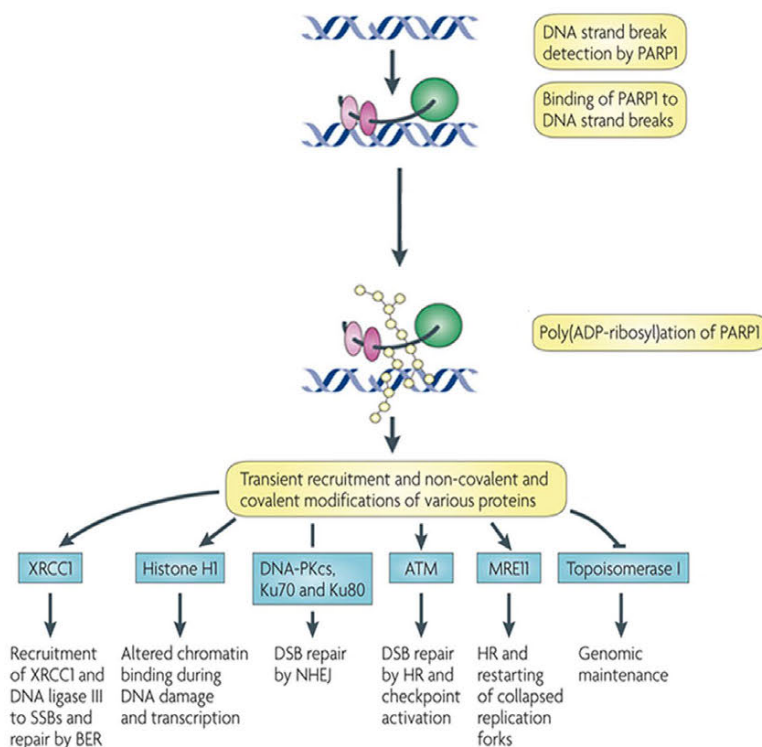 DNA strand break
detection by PARP1
Binding of PARP1 to
DNA strand breaks
Poly(ADP-ribosyl)ation of PARP1
Transient recruitment and non-covalent and
covalent modifications of various proteins
XRCC1
Histone H1
DNA-PKcs,
Ku70 and Ku80
ATM
MRE11
Topoisomerase I
Recruitment
of XRCC1 and
DNA ligase III
to SSBs and
repair by BER
Altered chromatin
binding during
DNA damage
and transcription
DSB repair
by NHEJ
DSB repair
by HR and
checkpoint
activation
HR and
restarting
of collapsed
replication
forks
Genomic
maintenance